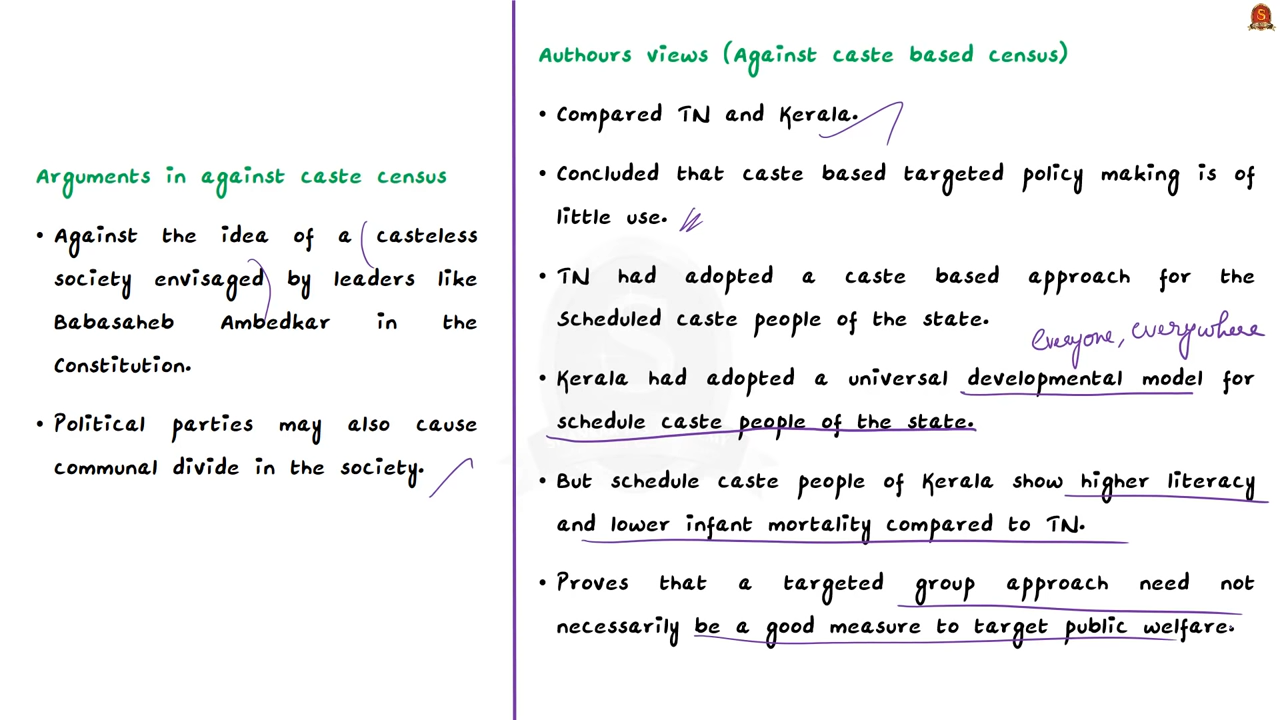 Arguments in against caste census
• Against the idea of a casteless
society envisaged by leaders like
Babasaheb Ambedkar in the
Constitution.
• Political parties may also cause
communal divide in the society.
Authours views (Against caste based census)
• Compared TN and Kerala.
• Concluded that caste based targeted policy making is of
little use.
• TN had adopted a caste based approach for the
Scheduled caste people of the state.
everyone, everywhere
• Kerala had adopted a universal developmental model for
schedule caste people of the state.
• But schedule caste people of Kerala show higher literacy
and lower infant mortality compared to TN.
• Proves that a targeted group approach need not
necessarily be a good measure to target public welfare.